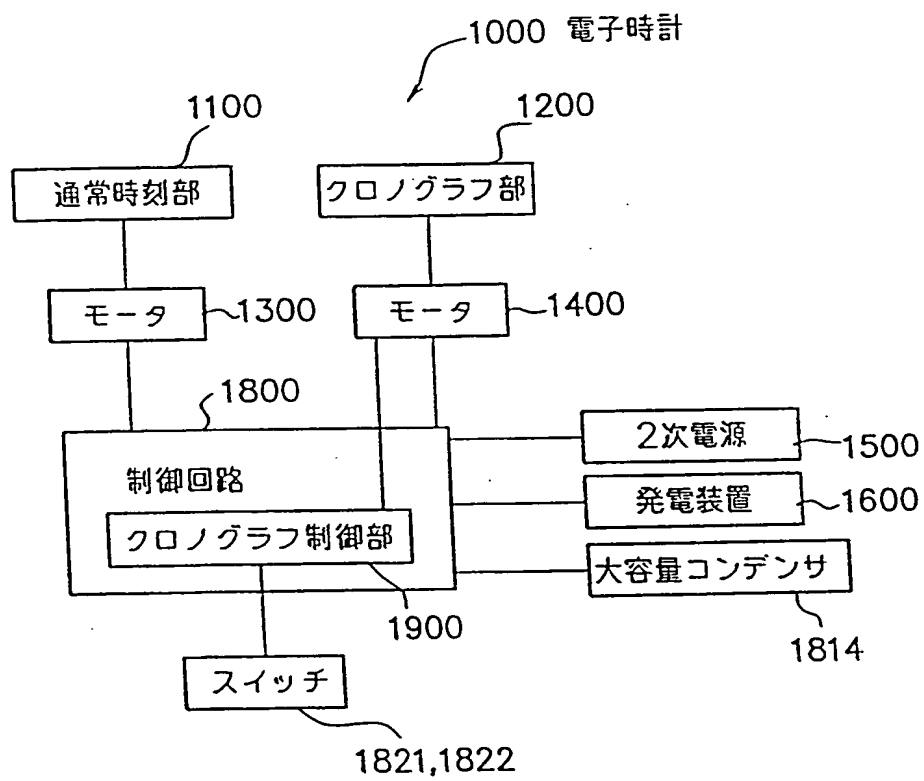 1000 電子時計
1100
1200
通常時刻部
クロノグラフ部
モータ
1300
モータ
1400
1800
2次電源
1500
制御回路
発電装置
1600
クロノグラフ制御部
大容量コンデンサ
1900
1814
スイッチ
1821,1822